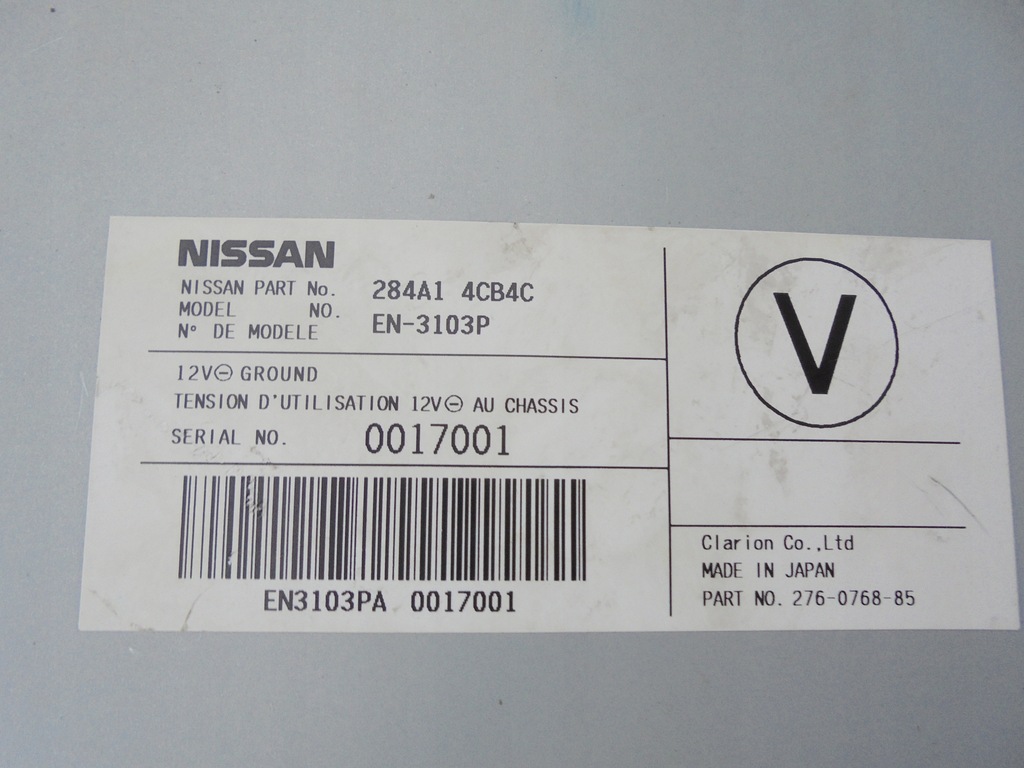 NISSAN
NISSAN PART No. 284A1 4CB4C
MODEL NO. EN-3103P
N° DE MODELE
12V⊖ GROUND
TENSION D'UTILISATION 12V⊖ AU CHASSIS
SERIAL NO. 0017001
EN3103PA 0017001
V
Clarion Co.,Ltd
MADE IN JAPAN
PART NO. 276-0768-85